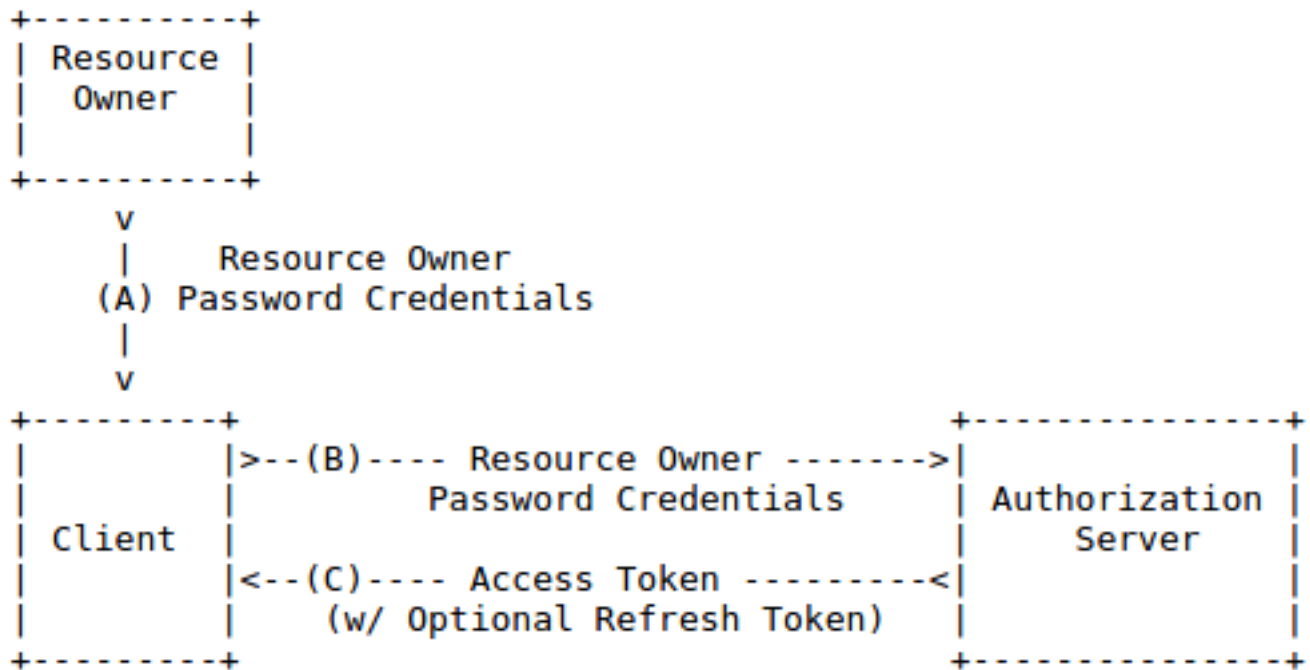 +----------+
| Resource |
|  Owner   |
|          |
+----------+
     v
     |    Resource Owner
    (A) Password Credentials
     |
     v
+---------+                                  +---------------+
|         |>--(B)---- Resource Owner ------->|               |
|         |         Password Credentials     | Authorization |
| Client  |                                  |     Server    |
|         |<--(C)---- Access Token ---------<|               |
|         |    (w/ Optional Refresh Token)   |               |
+---------+                                  +---------------+